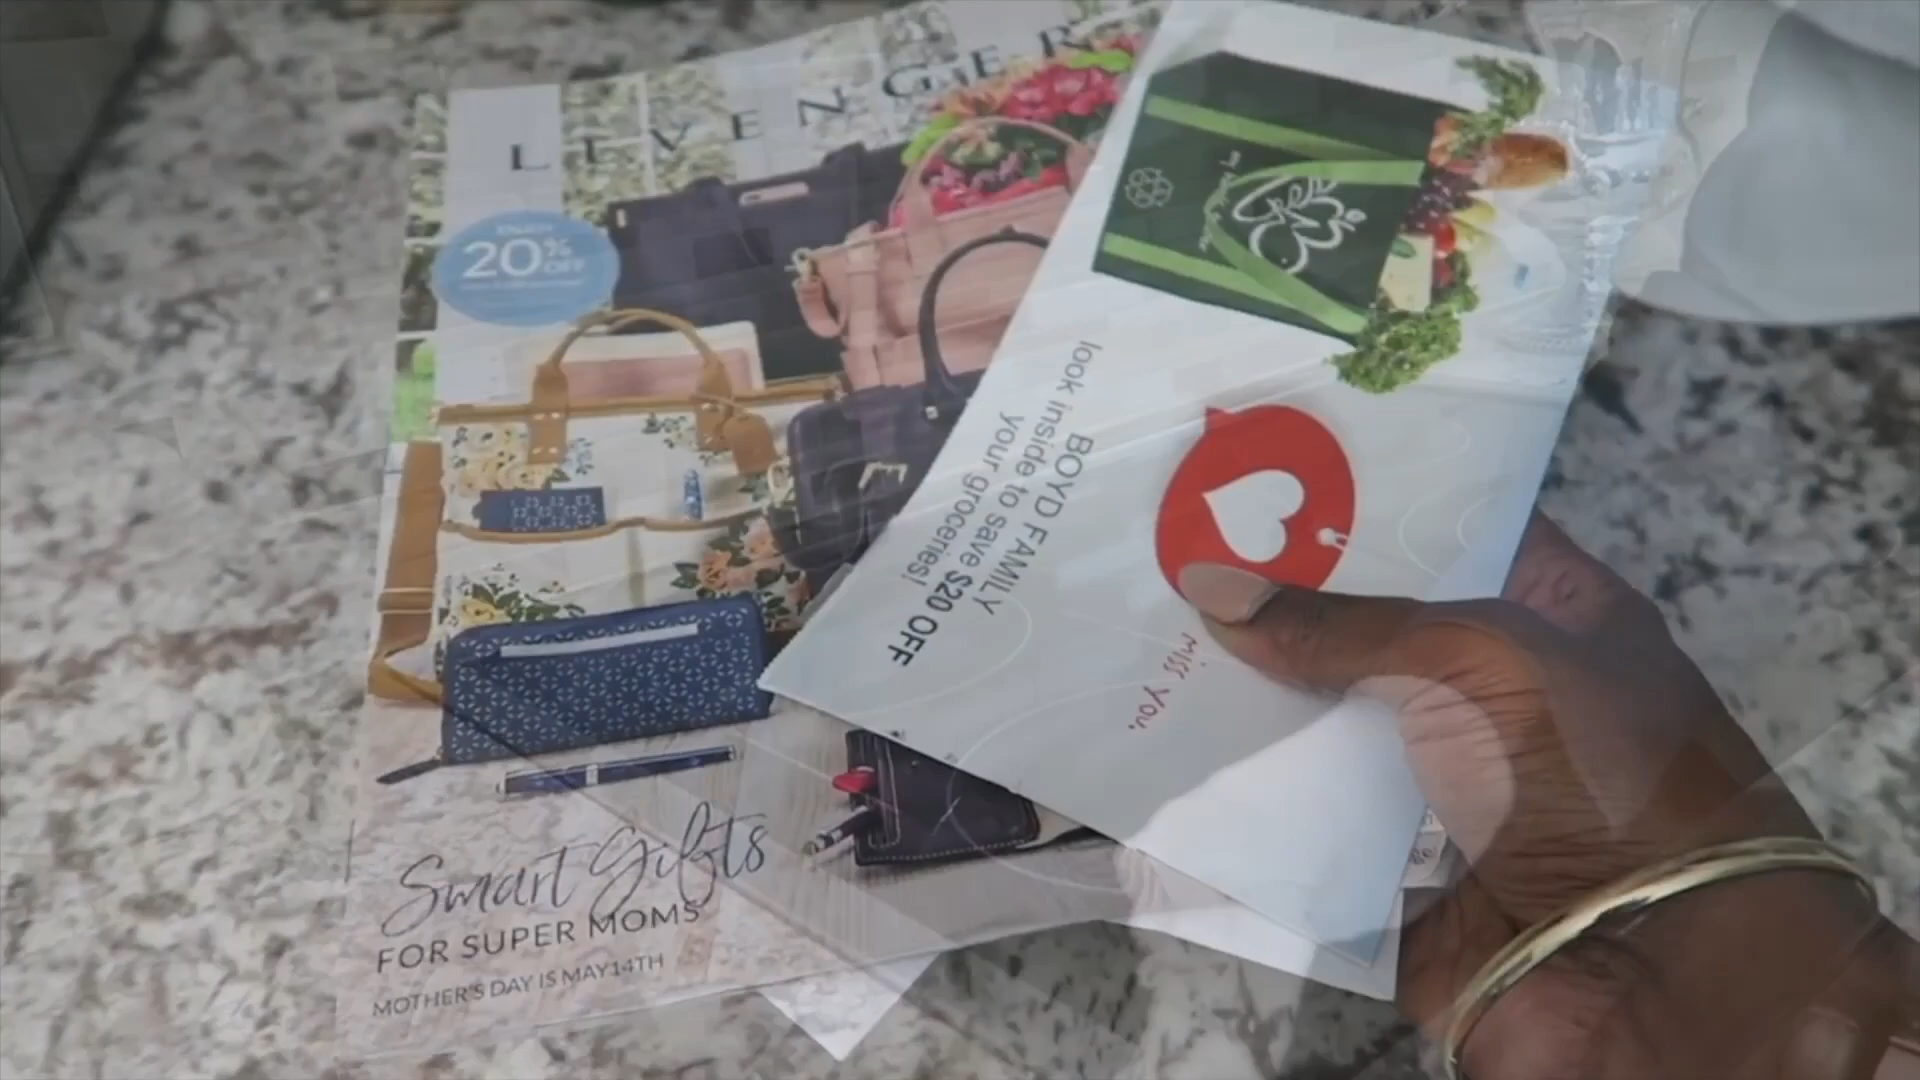 LEVENGER
ENJOY
20% OFF
Smart Gifts
FOR SUPER MOMS
MOTHER'S DAY IS MAY 14TH
BOYD FAMILY
look inside to save $20 OFF
your groceries!
miss you.